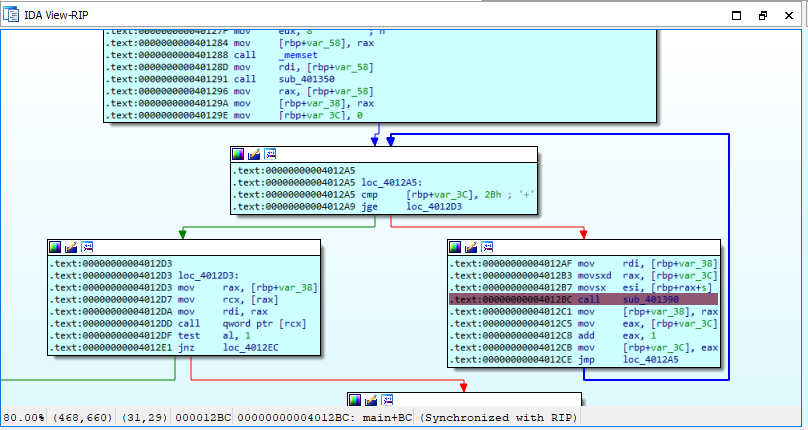 IDA View-RIP
.text:000000000040127F mov edx, 8 ; n
.text:0000000000401284 mov [rbp+var_58], rax
.text:0000000000401288 call _memset
.text:000000000040128D mov rdi, [rbp+var_58]
.text:0000000000401291 call sub_401350
.text:0000000000401296 mov rax, [rbp+var_58]
.text:000000000040129A mov [rbp+var_38], rax
.text:000000000040129E mov [rbp+var_3C], 0
.text:00000000004012A5
.text:00000000004012A5 loc_4012A5:
.text:00000000004012A5 cmp [rbp+var_3C], 2Bh ; '+'
.text:00000000004012A9 jge loc_4012D3
.text:00000000004012D3
.text:00000000004012D3 loc_4012D3:
.text:00000000004012D3 mov rax, [rbp+var_38]
.text:00000000004012D7 mov rcx, [rax]
.text:00000000004012DA mov rdi, rax
.text:00000000004012DD call qword ptr [rcx]
.text:00000000004012DF test al, 1
.text:00000000004012E1 jnz loc_4012EC
.text:00000000004012AF mov rdi, [rbp+var_38]
.text:00000000004012B3 movsxd rax, [rbp+var_3C]
.text:00000000004012B7 movsx esi, [rbp+rax+s]
.text:00000000004012BC call sub_401390
.text:00000000004012C1 mov [rbp+var_38], rax
.text:00000000004012C5 mov eax, [rbp+var_3C]
.text:00000000004012C8 add eax, 1
.text:00000000004012CB mov [rbp+var_3C], eax
.text:00000000004012CE jmp loc_4012A5
80.00% (468,660) (31,29) 000012BC 00000000004012BC: main+BC (Synchronized with RIP)